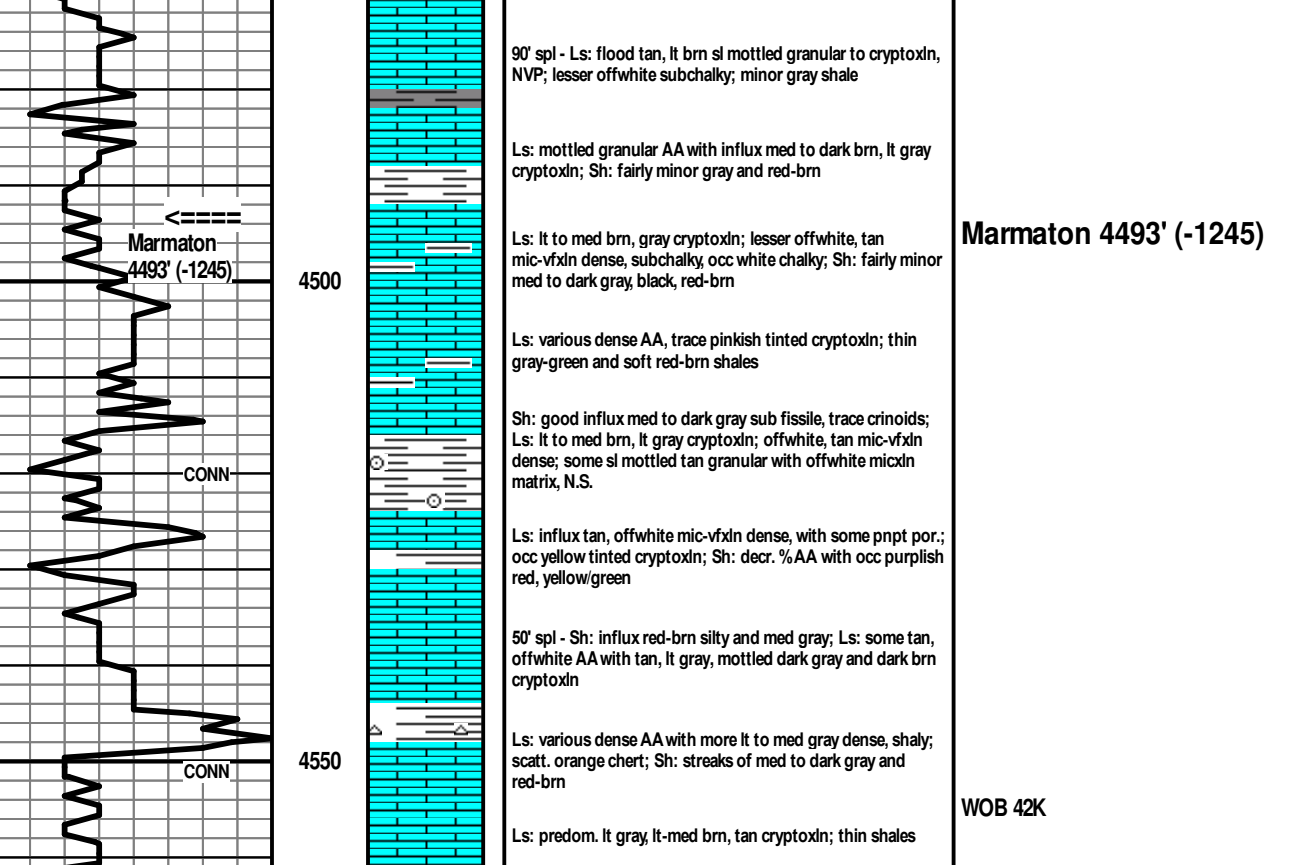 90' spl - Ls: flood tan, lt brn sl mottled granular to cryptoxln,
NVP; lesser offwhite subchalky; minor gray shale
Ls: mottled granular AA with influx med to dark brn, lt gray
cryptoxln; Sh: fairly minor gray and red-brn
<====
Marmaton
4493' (-1245)
4500
Ls: lt to med brn, gray cryptoxln; lesser offwhite, tan
mic-vfxln dense, subchalky, occ white chalky; Sh: fairly minor
med to dark gray, black, red-brn
Marmaton 4493' (-1245)
Ls: various dense AA, trace pinkish tinted cryptoxln; thin
gray-green and soft red-brn shales
Sh: good influx med to dark gray sub fissile, trace crinoids;
Ls: lt to med brn, lt gray cryptoxln; offwhite, tan mic-vfxln
dense; some sl mottled tan granular with offwhite micxln
matrix, N.S.
CONN
Ls: influx tan, offwhite mic-vfxln dense, with some pnpt por.;
occ yellow tinted cryptoxln; Sh: decr. %AA with occ purplish
red, yellow/green
50' spl - Sh: influx red-brn silty and med gray; Ls: some tan,
offwhite AA with tan, lt gray, mottled dark gray and dark brn
cryptoxln
Ls: various dense AA with more lt to med gray dense, shaly;
scatt. orange chert; Sh: streaks of med to dark gray and
red-brn
4550
CONN
WOB 42K
Ls: predom. lt gray, lt-med brn, tan cryptoxln; thin shales